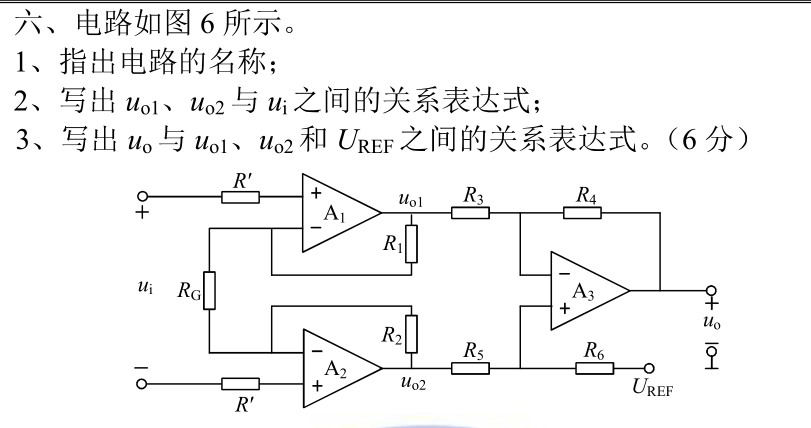 六、电路如图 6 所示。
1、指出电路的名称；
2、写出 uo1、uo2 与 ui 之间的关系表达式；
3、写出 uo 与 uo1、uo2 和 UREF 之间的关系表达式。（6 分）
R′
+
+
A1
−
uo1
R3
R4
R1
ui
RG
−
A3
+
+
uo
−
R2
−
−
A2
+
uo2
R5
R6
UREF
R′